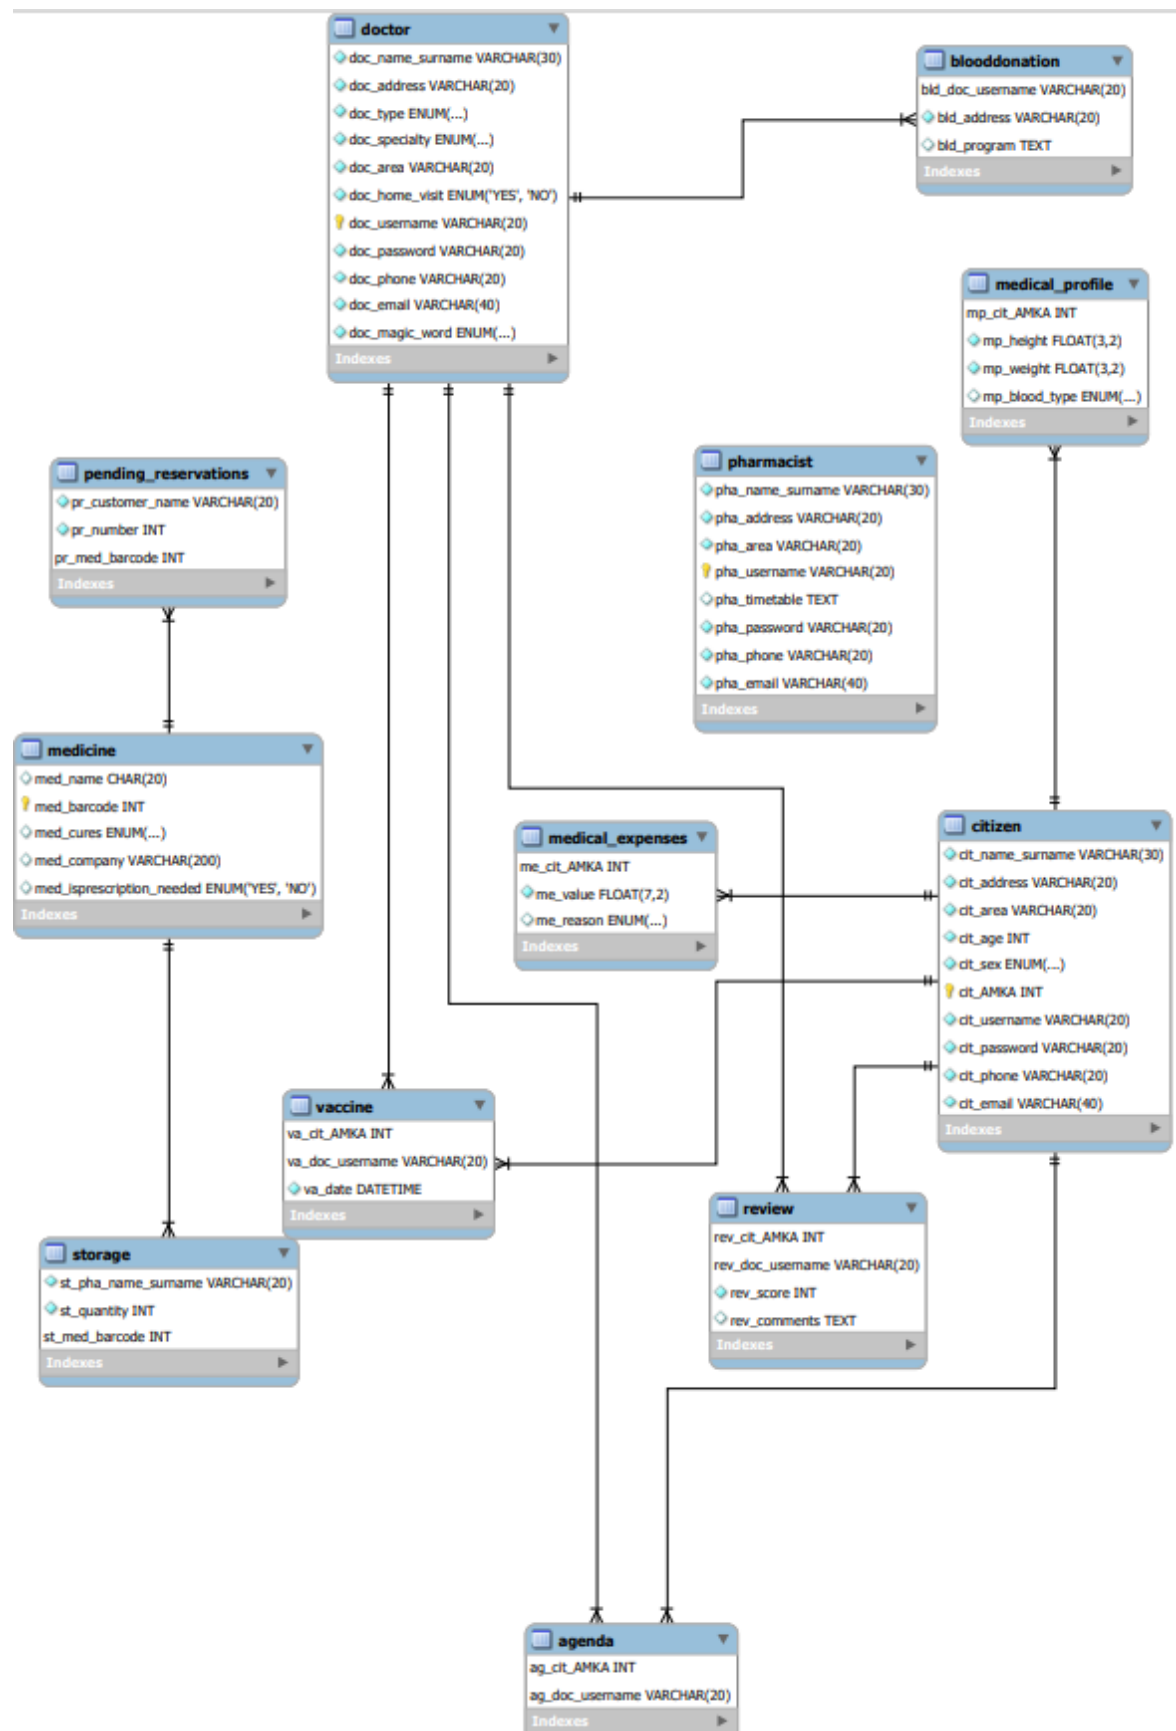 doctor
doc_name_surname VARCHAR(30)
doc_address VARCHAR(20)
doc_type ENUM(...)
doc_specialty ENUM(...)
doc_area VARCHAR(20)
doc_home_visit ENUM('YES', 'NO')
doc_username VARCHAR(20)
doc_password VARCHAR(20)
doc_phone VARCHAR(20)
doc_email VARCHAR(40)
doc_magic_word ENUM(...)
Indexes
blooddonation
bld_doc_username VARCHAR(20)
bld_address VARCHAR(20)
bld_program TEXT
Indexes
medical_profile
mp_cit_AMKA INT
mp_height FLOAT(3,2)
mp_weight FLOAT(3,2)
mp_blood_type ENUM(...)
Indexes
pending_reservations
pr_customer_name VARCHAR(20)
pr_number INT
pr_med_barcode INT
Indexes
pharmacist
pha_name_surname VARCHAR(30)
pha_address VARCHAR(20)
pha_area VARCHAR(20)
pha_username VARCHAR(20)
pha_timetable TEXT
pha_password VARCHAR(20)
pha_phone VARCHAR(20)
pha_email VARCHAR(40)
Indexes
medicine
med_name CHAR(20)
med_barcode INT
med_cures ENUM(...)
med_company VARCHAR(200)
med_isprescription_needed ENUM('YES', 'NO')
Indexes
medical_expenses
me_cit_AMKA INT
me_value FLOAT(7,2)
me_reason ENUM(...)
Indexes
citizen
cit_name_surname VARCHAR(30)
cit_address VARCHAR(20)
cit_area VARCHAR(20)
cit_age INT
cit_sex ENUM(...)
cit_AMKA INT
cit_username VARCHAR(20)
cit_password VARCHAR(20)
cit_phone VARCHAR(20)
cit_email VARCHAR(40)
Indexes
vaccine
va_cit_AMKA INT
va_doc_username VARCHAR(20)
va_date DATETIME
Indexes
review
rev_cit_AMKA INT
rev_doc_username VARCHAR(20)
rev_score INT
rev_comments TEXT
Indexes
storage
st_pha_name_surname VARCHAR(20)
st_quantity INT
st_med_barcode INT
Indexes
agenda
ag_cit_AMKA INT
ag_doc_username VARCHAR(20)
Indexes